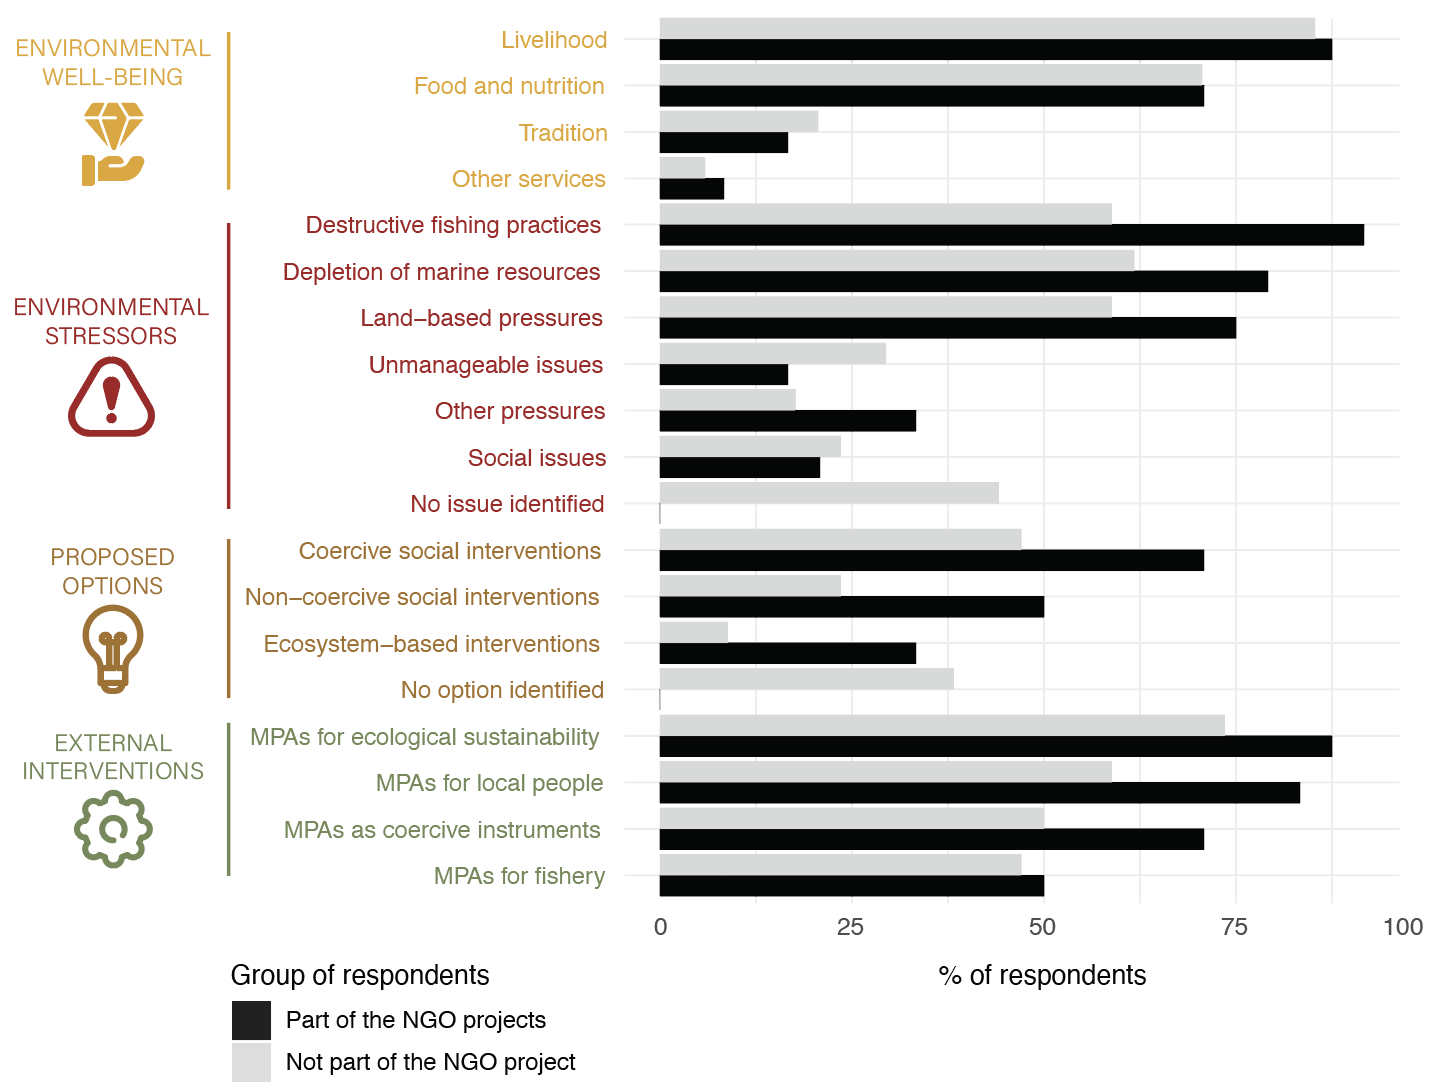 ENVIRONMENTAL
WELL-BEING
Livelihood
Food and nutrition
Tradition
Other services
ENVIRONMENTAL
STRESSORS
Destructive fishing practices
Depletion of marine resources
Land–based pressures
Unmanageable issues
Other pressures
Social issues
No issue identified
PROPOSED
OPTIONS
Coercive social interventions
Non–coercive social interventions
Ecosystem–based interventions
No option identified
EXTERNAL
INTERVENTIONS
MPAs for ecological sustainability
MPAs for local people
MPAs as coercive instruments
MPAs for fishery
0 25 50 75 100
% of respondents
Group of respondents
Part of the NGO projects
Not part of the NGO project